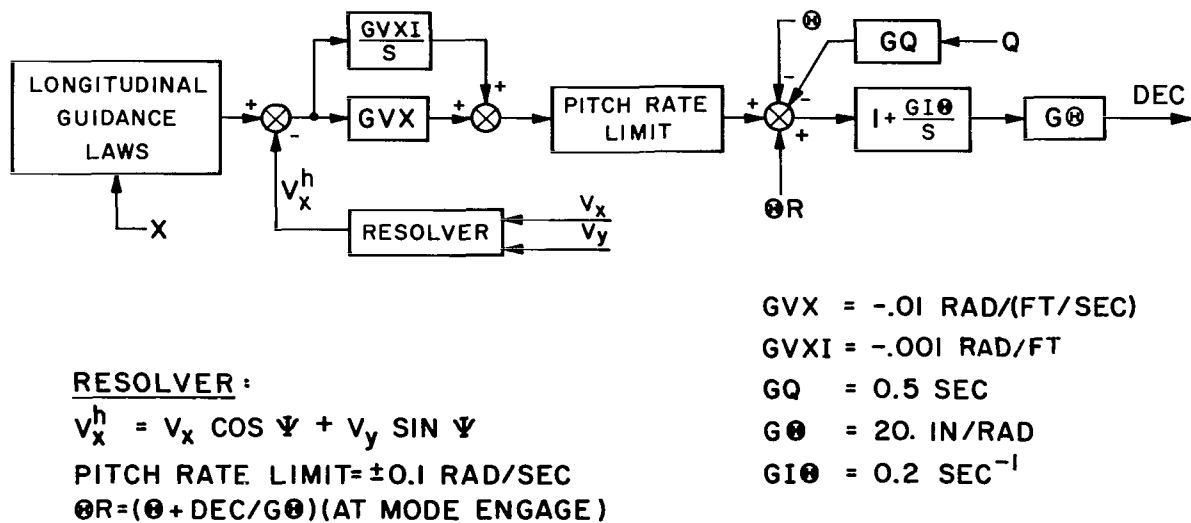 GVXI
S
LONGITUDINAL
GUIDANCE
LAWS
+
-
GVX
+
+
PITCH RATE
LIMIT
+
Θ
-
-
+
GQ
Q
1 + GIΘ
S
GΘ
DEC
ΘR
X
V_x^h
RESOLVER
V_x
V_y
RESOLVER:
V_x^h = V_x COS Ψ + V_y SIN Ψ
PITCH RATE LIMIT=±0.1 RAD/SEC
ΘR=(Θ+DEC/GΘ)(AT MODE ENGAGE)
GVX = -.01 RAD/(FT/SEC)
GVXI = -.001 RAD/FT
GQ = 0.5 SEC
GΘ = 20. IN/RAD
GIΘ = 0.2 SEC⁻¹